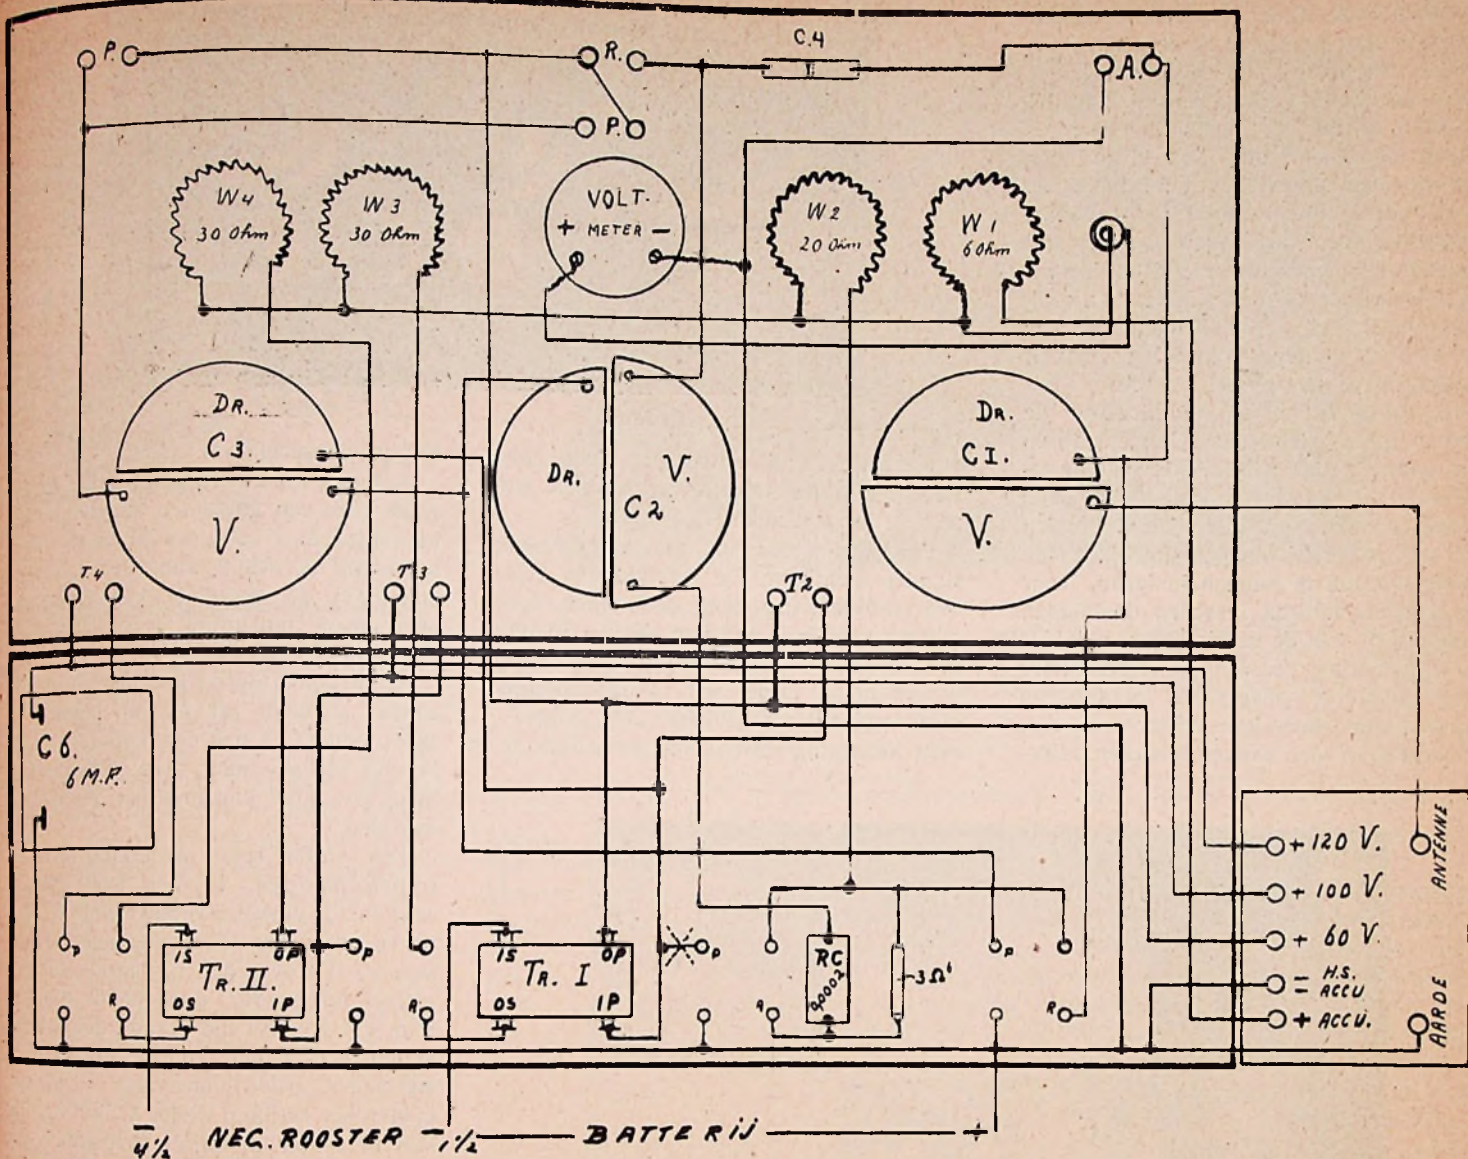 P.
R.
C.4
A.
P.
W4
30 Ohm
W3
30 Ohm
VOLT.
+ METER −
W2
20 Ohm
W1
6 Ohm
DR.
C3.
V.
DR.
V.
C2
DR.
C1.
V.
T.4
T3
T2
C6.
6 M.F.
+ 120 V.
+ 100 V.
+ 60 V.
− H.S.
− ACCU
+ ACCU.
ANTENNE
AARDE
P
IS
OP
TR. II.
OS
IP
R
P
IS
OP
TR. I
OS
IP
R
P
RC
R
3Ω
P
R
− 4½ NEG. ROOSTER − 1½ BATTERIJ +